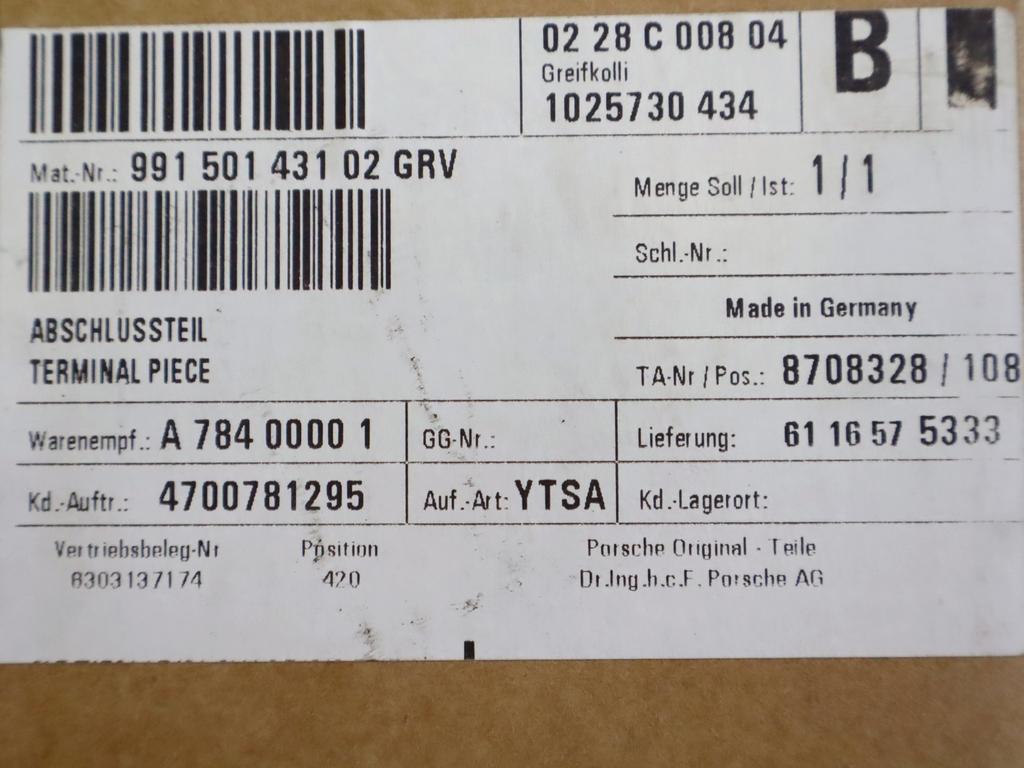 02 28 C 008 04
B
Greifkolli
1025730 434
Mat.-Nr.: 991 501 431 02 GRV
Menge Soll / Ist: 1 / 1
Schl.-Nr.:
Made in Germany
ABSCHLUSSTEIL
TERMINAL PIECE
TA-Nr / Pos.: 8708328 / 108
Warenempf.: A 784 0000 1
GG-Nr.:
Lieferung: 61 16 57 5333
Kd.-Auftr.: 4700781295
Auf.-Art: YTSA
Kd.-Lagerort:
Vertriebsbeleg-Nr Position
6303137174 420
Porsche Original - Teile
Dr.Ing.h.c.F. Porsche AG